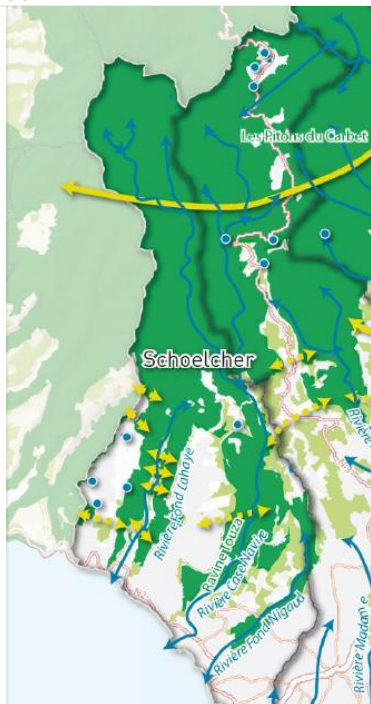 Les Pitons du Carbet
Schoelcher
Rivière
Rivière Fond Lahaye
Ravine Touza
Rivière Case Navire
Rivière Fond Nigaud
Rivière Madame
N2